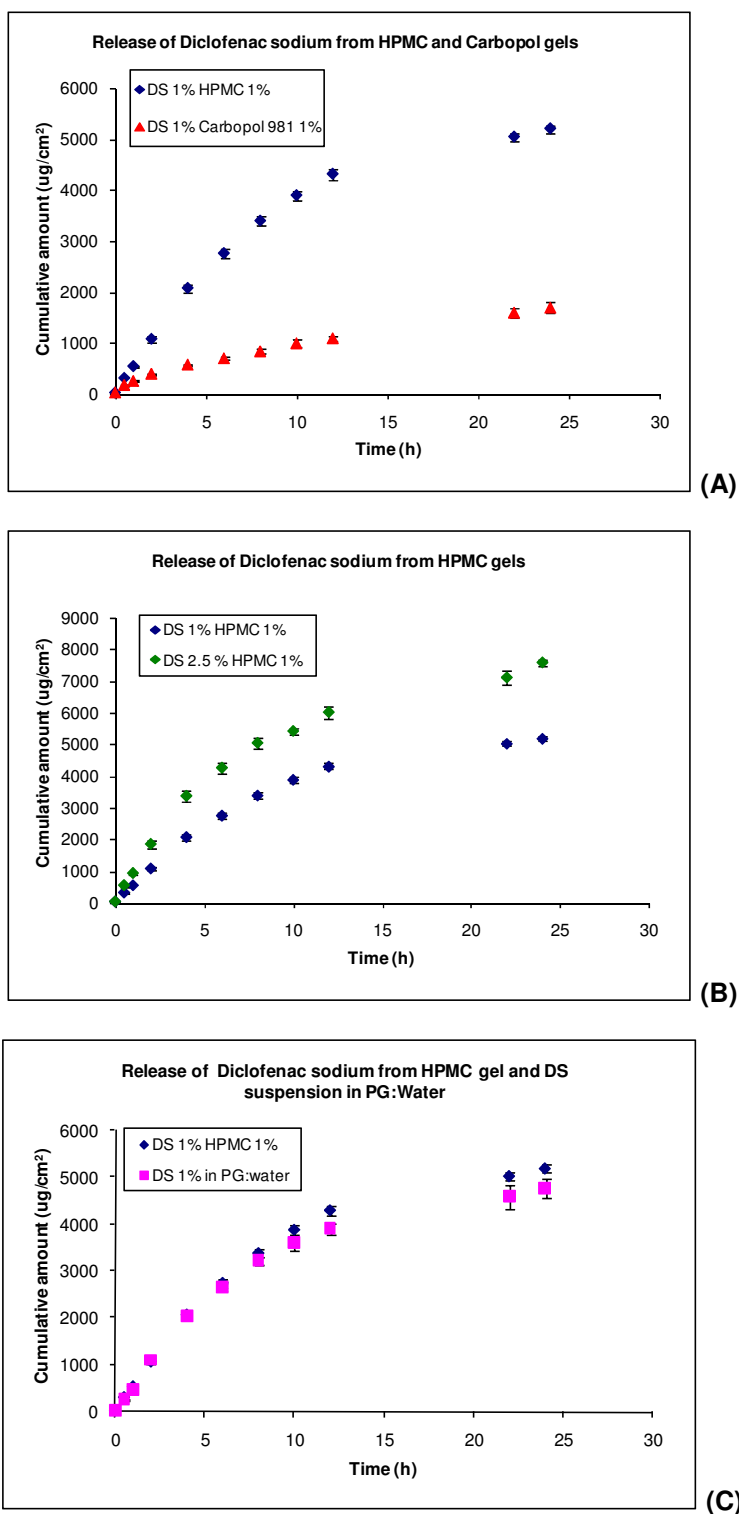 Release of Diclofenac sodium from HPMC and Carbopol gels
DS 1% HPMC 1%
DS 1% Carbopol 981 1%
Cumulative amount (ug/cm²)
6000
5000
4000
3000
2000
1000
0
0 5 10 15 20 25 30
Time (h)
(A)
Release of Diclofenac sodium from HPMC gels
DS 1% HPMC 1%
DS 2.5 % HPMC 1%
Cumulative amount (ug/cm²)
9000
8000
7000
6000
5000
4000
3000
2000
1000
0
0 5 10 15 20 25 30
Time (h)
(B)
Release of Diclofenac sodium from HPMC gel and DS
suspension in PG:Water
DS 1% HPMC 1%
DS 1% in PG:water
Cumulative amount (ug/cm²)
6000
5000
4000
3000
2000
1000
0
0 5 10 15 20 25 30
Time (h)
(C)